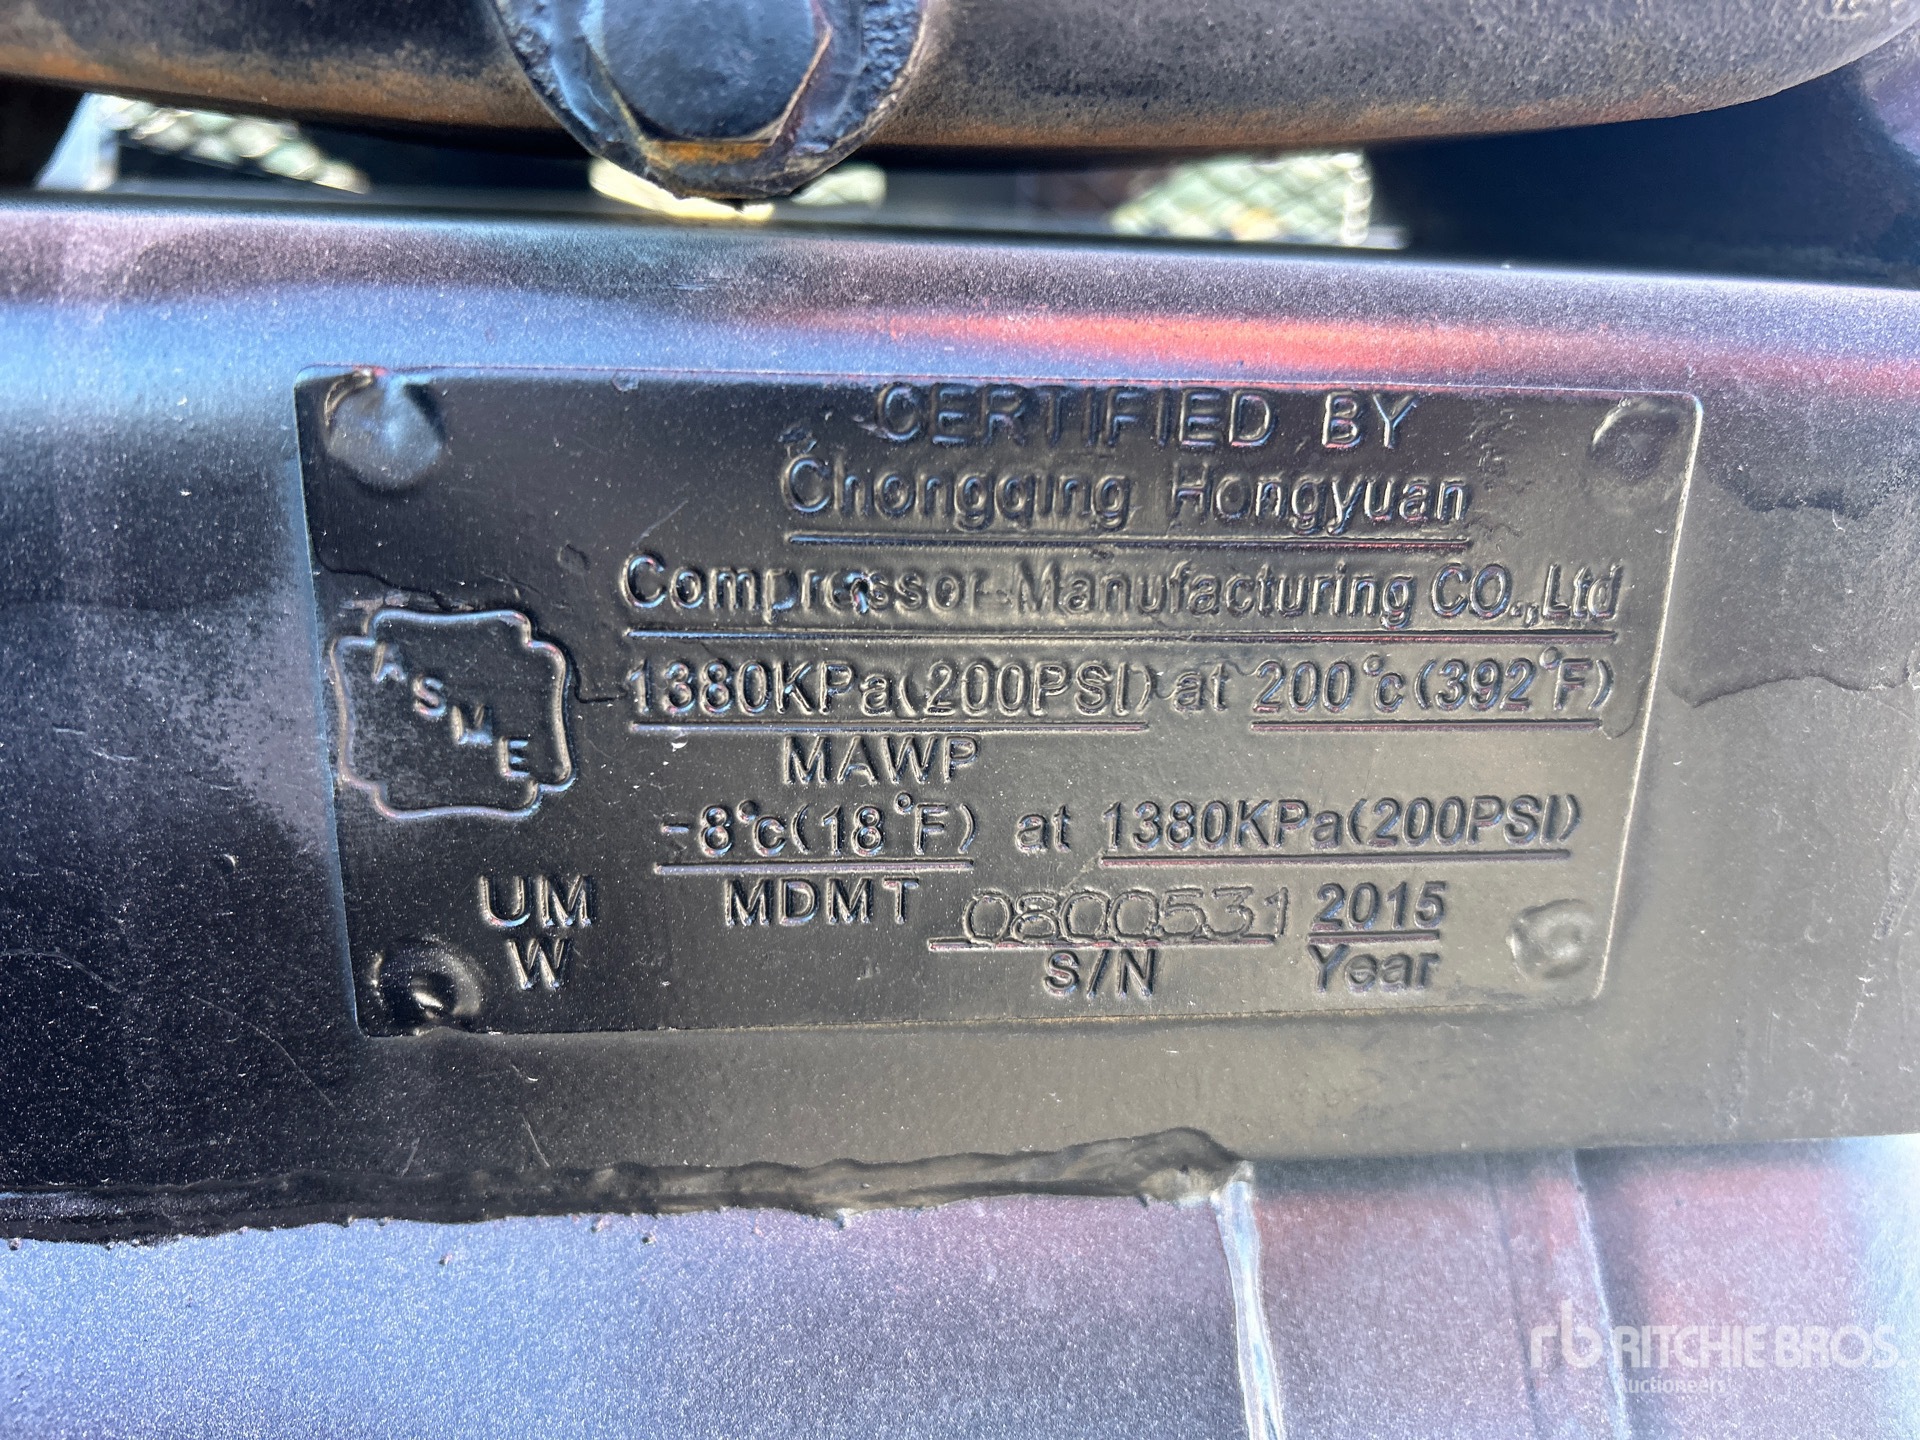 CERTIFIED BY
Chongqing Hongyuan
Compressor Manufacturing CO.,Ltd
ASME
1380KPa(200PSI) at 200°c(392°F)
MAWP
-8°c(18°F) at 1380KPa(200PSI)
UM MDMT 0800531 2015
W S/N Year
rb RITCHIE BROS.
Auctioneers